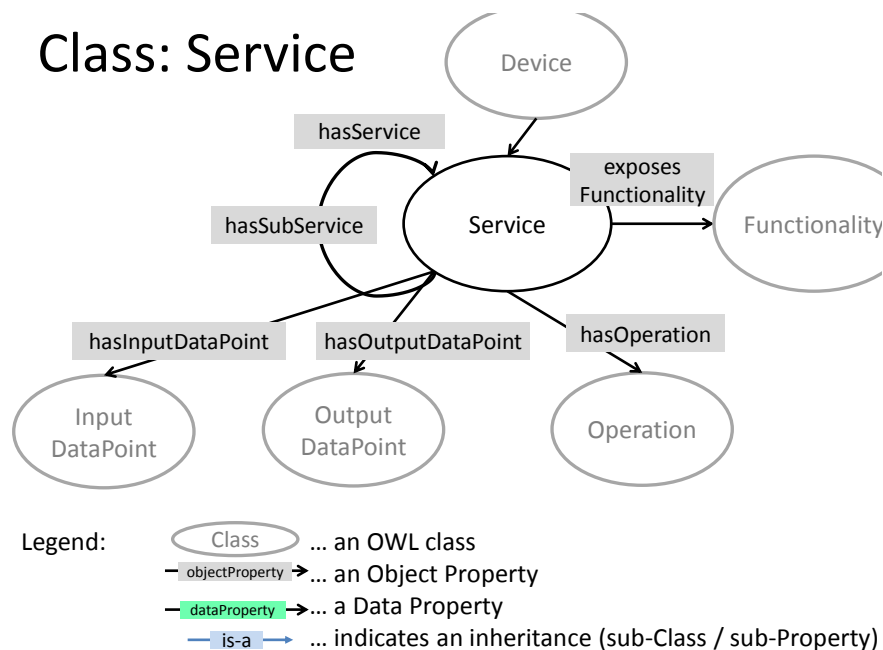 Class: Service
Device
hasService
exposes
Functionality
hasSubService
Service
Functionality
hasInputDataPoint
hasOutputDataPoint
hasOperation
Input
DataPoint
Output
DataPoint
Operation
Legend:
Class
... an OWL class
objectProperty
... an Object Property
dataProperty
... a Data Property
is-a
... indicates an inheritance (sub-Class / sub-Property)